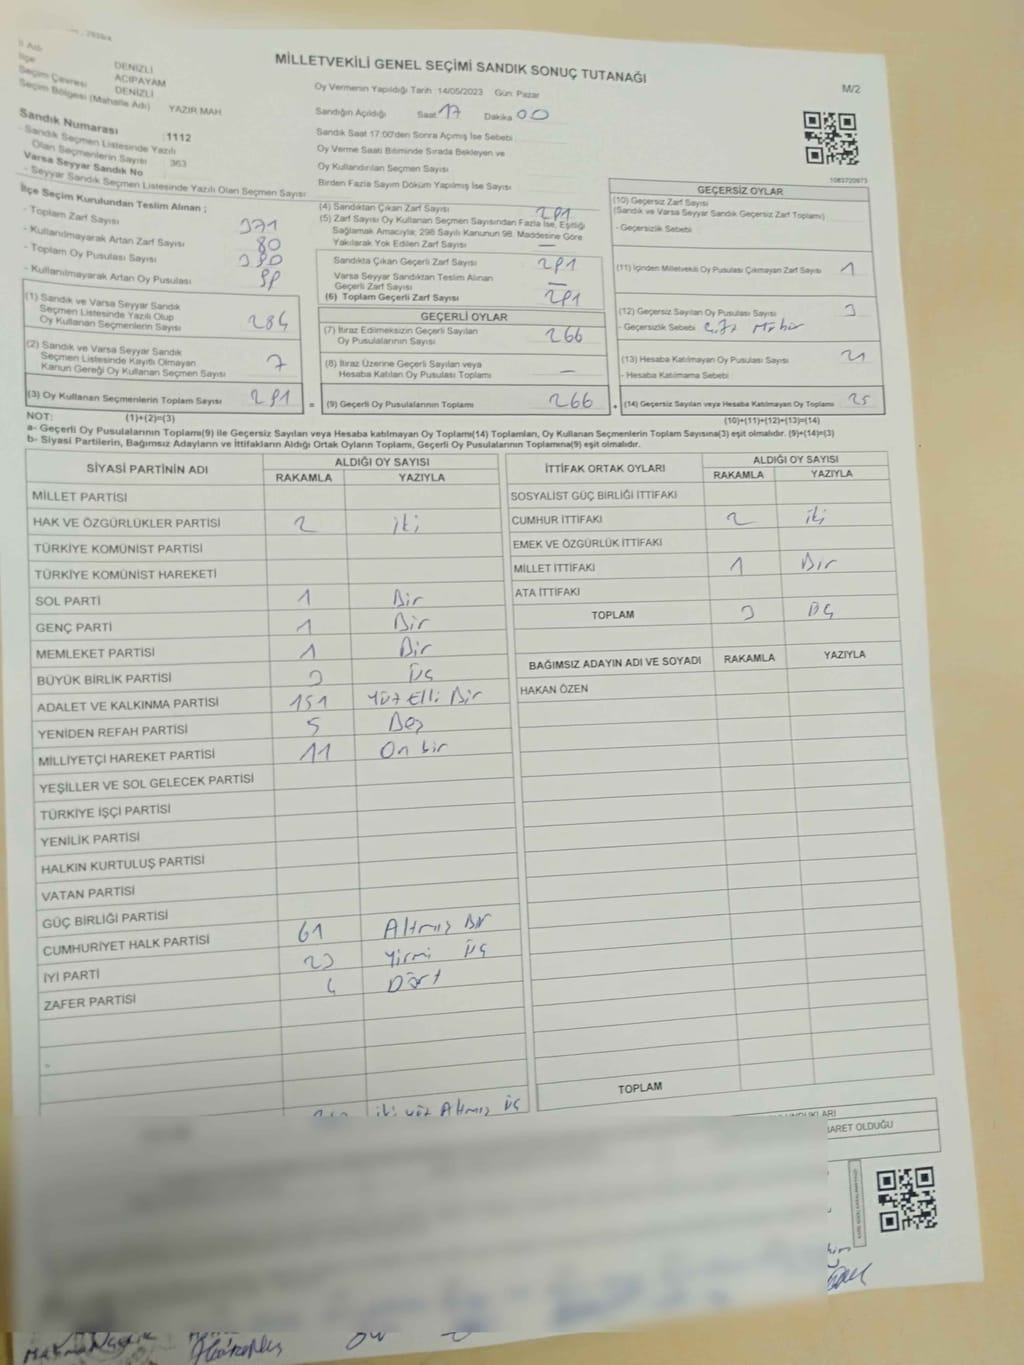 İl Adı
İlçe DENİZLİ
Seçim Çevresi ACIPAYAM
Seçim Bölgesi (Mahalle Adı) DENİZLİ
YAZIR MAH
MİLLETVEKİLİ GENEL SEÇİMİ SANDIK SONUÇ TUTANAĞI
M/2
Oy Vermenin Yapıldığı Tarih :14/05/2023 Gün: Pazar
Sandığın Açıldığı Saat 17 Dakika 00
Sandık Saat 17:00'den Sonra Açımış İse Sebebi
Oy Verme Saati Bitiminde Sırada Bekleyen ve
Oy Kullandırılan Seçmen Sayısı
Birden Fazla Sayım Döküm Yapılmış İse Sayısı
Sandık Numarası :1112
- Sandık Seçmen Listesinde Yazılı
Olan Seçmenlerin Sayısı : 363
Varsa Seyyar Sandık No
- Seyyar Sandık Seçmen Listesinde Yazılı Olan Seçmen Sayısı
İlçe Seçim Kurulundan Teslim Alınan ;
- Toplam Zarf Sayısı 371
- Kullanılmayarak Artan Zarf Sayısı 80
- Toplam Oy Pusulası Sayısı
- Kullanılmayarak Artan Oy Pusulası
(1) Sandık ve Varsa Seyyar Sandık
Seçmen Listesinde Yazılı Olup
Oy Kullanan Seçmenlerin Sayısı 284
(2) Sandık ve Varsa Seyyar Sandık
Seçmen Listesinde Kayıtlı Olmayan
Kanun Gereği Oy Kullanan Seçmen Sayısı 7
(3) Oy Kullanan Seçmenlerin Toplam Sayısı 291 =
(4) Sandıktan Çıkan Zarf Sayısı 291
(5) Zarf Sayısı Oy Kullanan Seçmen Sayısından Fazla İse, Eşitliği
Sağlamak Amacıyla; 298 Sayılı Kanunun 98. Maddesine Göre
Yakılarak Yok Edilen Zarf Sayısı —
Sandıkta Çıkan Geçerli Zarf Sayısı 291
Varsa Seyyar Sandıktan Teslim Alınan
Geçerli Zarf Sayısı —
(6) Toplam Geçerli Zarf Sayısı 291
GEÇERLİ OYLAR
(7) İtiraz Edilmeksizin Geçerli Sayılan
Oy Pusulalarının Sayısı 266
(8) İtiraz Üzerine Geçerli Sayılan veya
Hesaba Katılan Oy Pusulası Toplamı —
(9) Geçerli Oy Pusulalarının Toplamı 266 +
1083720673
GEÇERSİZ OYLAR
(10) Geçersiz Zarf Sayısı
(Sandık ve Varsa Seyyar Sandık Geçersiz Zarf Toplamı)
- Geçersizlik Sebebi
(11) İçinden Milletvekili Oy Pusulası Çıkmayan Zarf Sayısı 1
(12) Geçersiz Sayılan Oy Pusulası Sayısı 3
- Geçersizlik Sebebi
(13) Hesaba Katılmayan Oy Pusulası Sayısı 21
- Hesaba Katılmama Sebebi
(14) Geçersiz Sayılan veya Hesaba Katılmayan Oy Toplamı 25
NOT: (1)+(2)=(3) (10)+(11)+(12)+(13)=(14)
a- Geçerli Oy Pusulalarının Toplamı(9) ile Geçersiz Sayılan veya Hesaba katılmayan Oy Toplamı(14) Toplamları, Oy Kullanan Seçmenlerin Toplam Sayısına(3) eşit olmalıdır. (9)+(14)=(3)
b- Siyasi Partilerin, Bağımsız Adayların ve İttifakların Aldığı Ortak Oyların Toplamı, Geçerli Oy Pusulalarının Toplamına(9) eşit olmalıdır.
SİYASİ PARTİNİN ADI ALDIĞI OY SAYISI
RAKAMLA YAZIYLA
MİLLET PARTİSİ
HAK VE ÖZGÜRLÜKLER PARTİSİ 2 iki
TÜRKİYE KOMÜNİST PARTİSİ
TÜRKİYE KOMÜNİST HAREKETİ
SOL PARTİ 1 Bir
GENÇ PARTİ 1 Bir
MEMLEKET PARTİSİ 1 Bir
BÜYÜK BİRLİK PARTİSİ 3 üç
ADALET VE KALKINMA PARTİSİ 151 Yüz Elli Bir
YENİDEN REFAH PARTİSİ 5 Beş
MİLLİYETÇİ HAREKET PARTİSİ 11 On bir
YEŞİLLER VE SOL GELECEK PARTİSİ
TÜRKİYE İŞÇİ PARTİSİ
YENİLİK PARTİSİ
HALKIN KURTULUŞ PARTİSİ
VATAN PARTİSİ
GÜÇ BİRLİĞİ PARTİSİ
CUMHURİYET HALK PARTİSİ 61 Altmış Bir
İYİ PARTİ 23 yirmi üç
ZAFER PARTİSİ 4 Dört
iki yüz Altmış üç
İTTİFAK ORTAK OYLARI ALDIĞI OY SAYISI
RAKAMLA YAZIYLA
SOSYALİST GÜÇ BİRLİĞİ İTTİFAKI
CUMHUR İTTİFAKI 2 iki
EMEK VE ÖZGÜRLÜK İTTİFAKI
MİLLET İTTİFAKI 1 Bir
ATA İTTİFAKI
TOPLAM 3 üç
BAĞIMSIZ ADAYIN ADI VE SOYADI RAKAMLA YAZIYLA
HAKAN ÖZEN
TOPLAM
ARET OLDUĞU